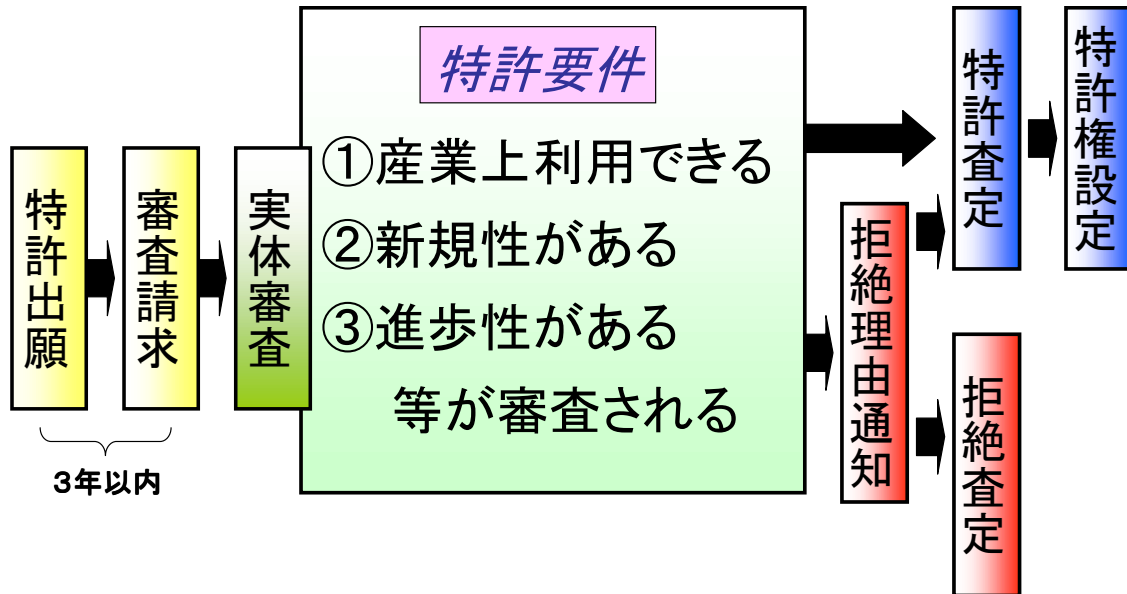 特許出願
審査請求
3年以内
実体審査
特許要件
①産業上利用できる
②新規性がある
③進歩性がある
等が審査される
拒絶理由通知
特許査定
拒絶査定
特許権設定